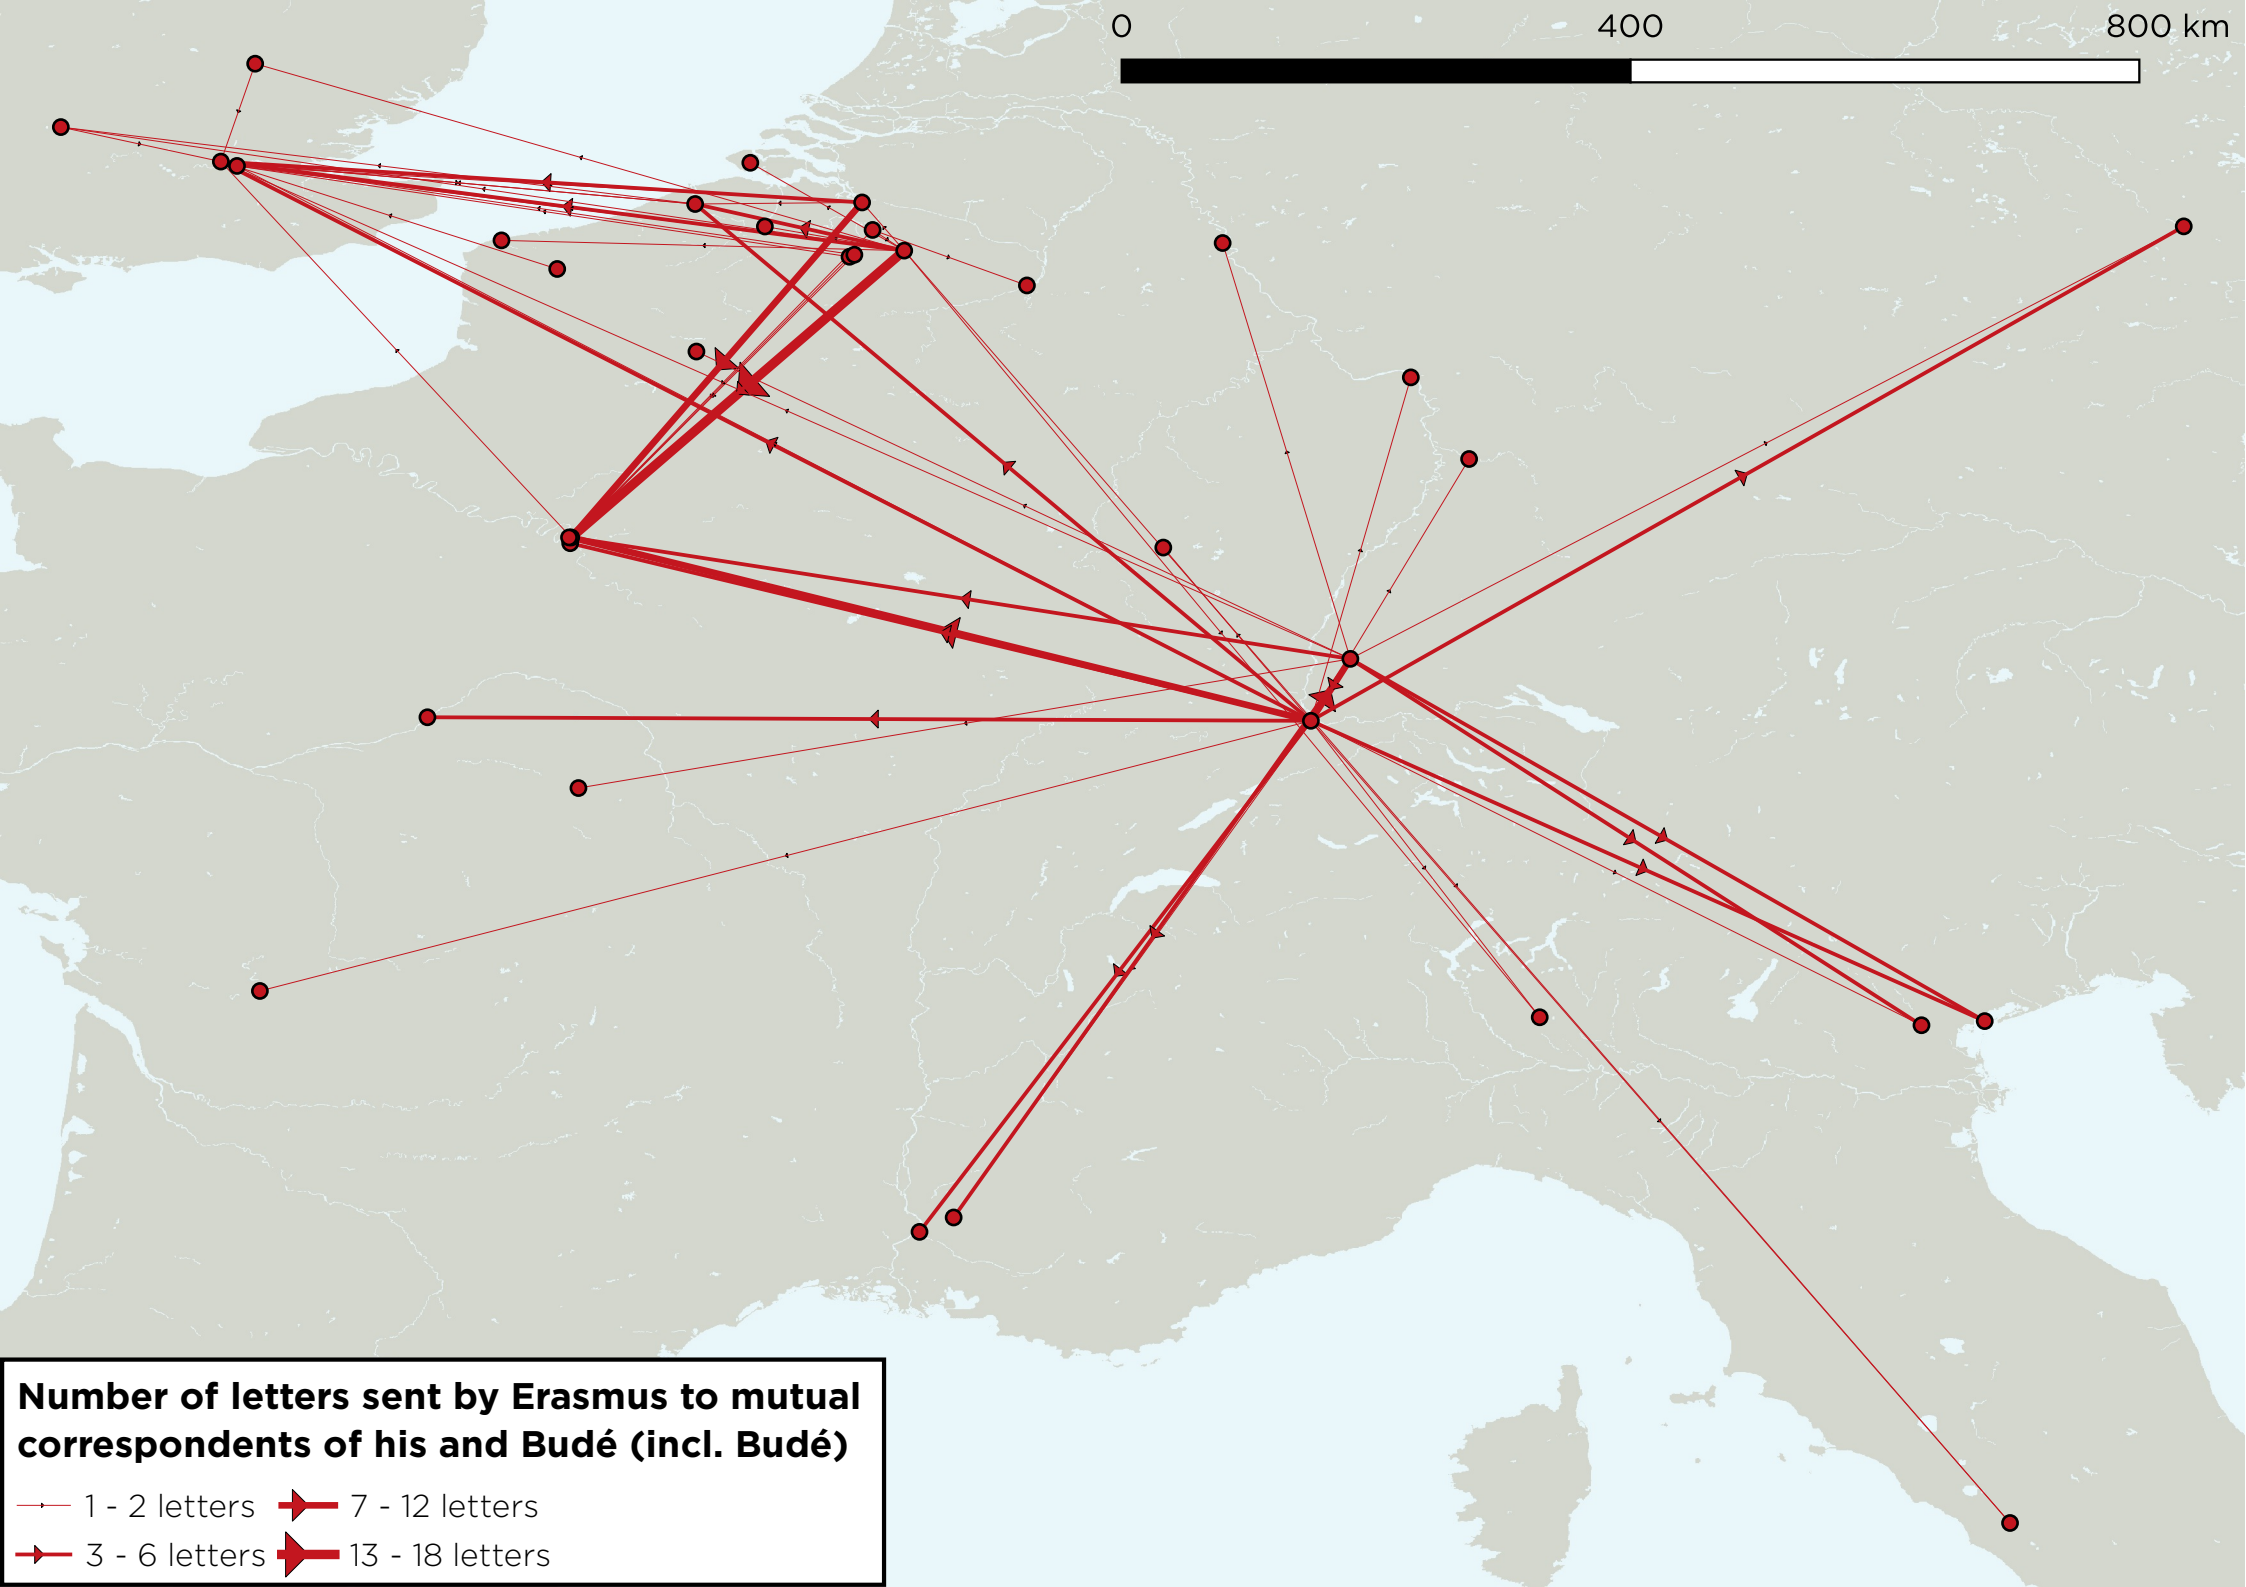 0 400 800 km
Number of letters sent by Erasmus to mutual
correspondents of his and Budé (incl. Budé)
1 - 2 letters 7 - 12 letters
3 - 6 letters 13 - 18 letters